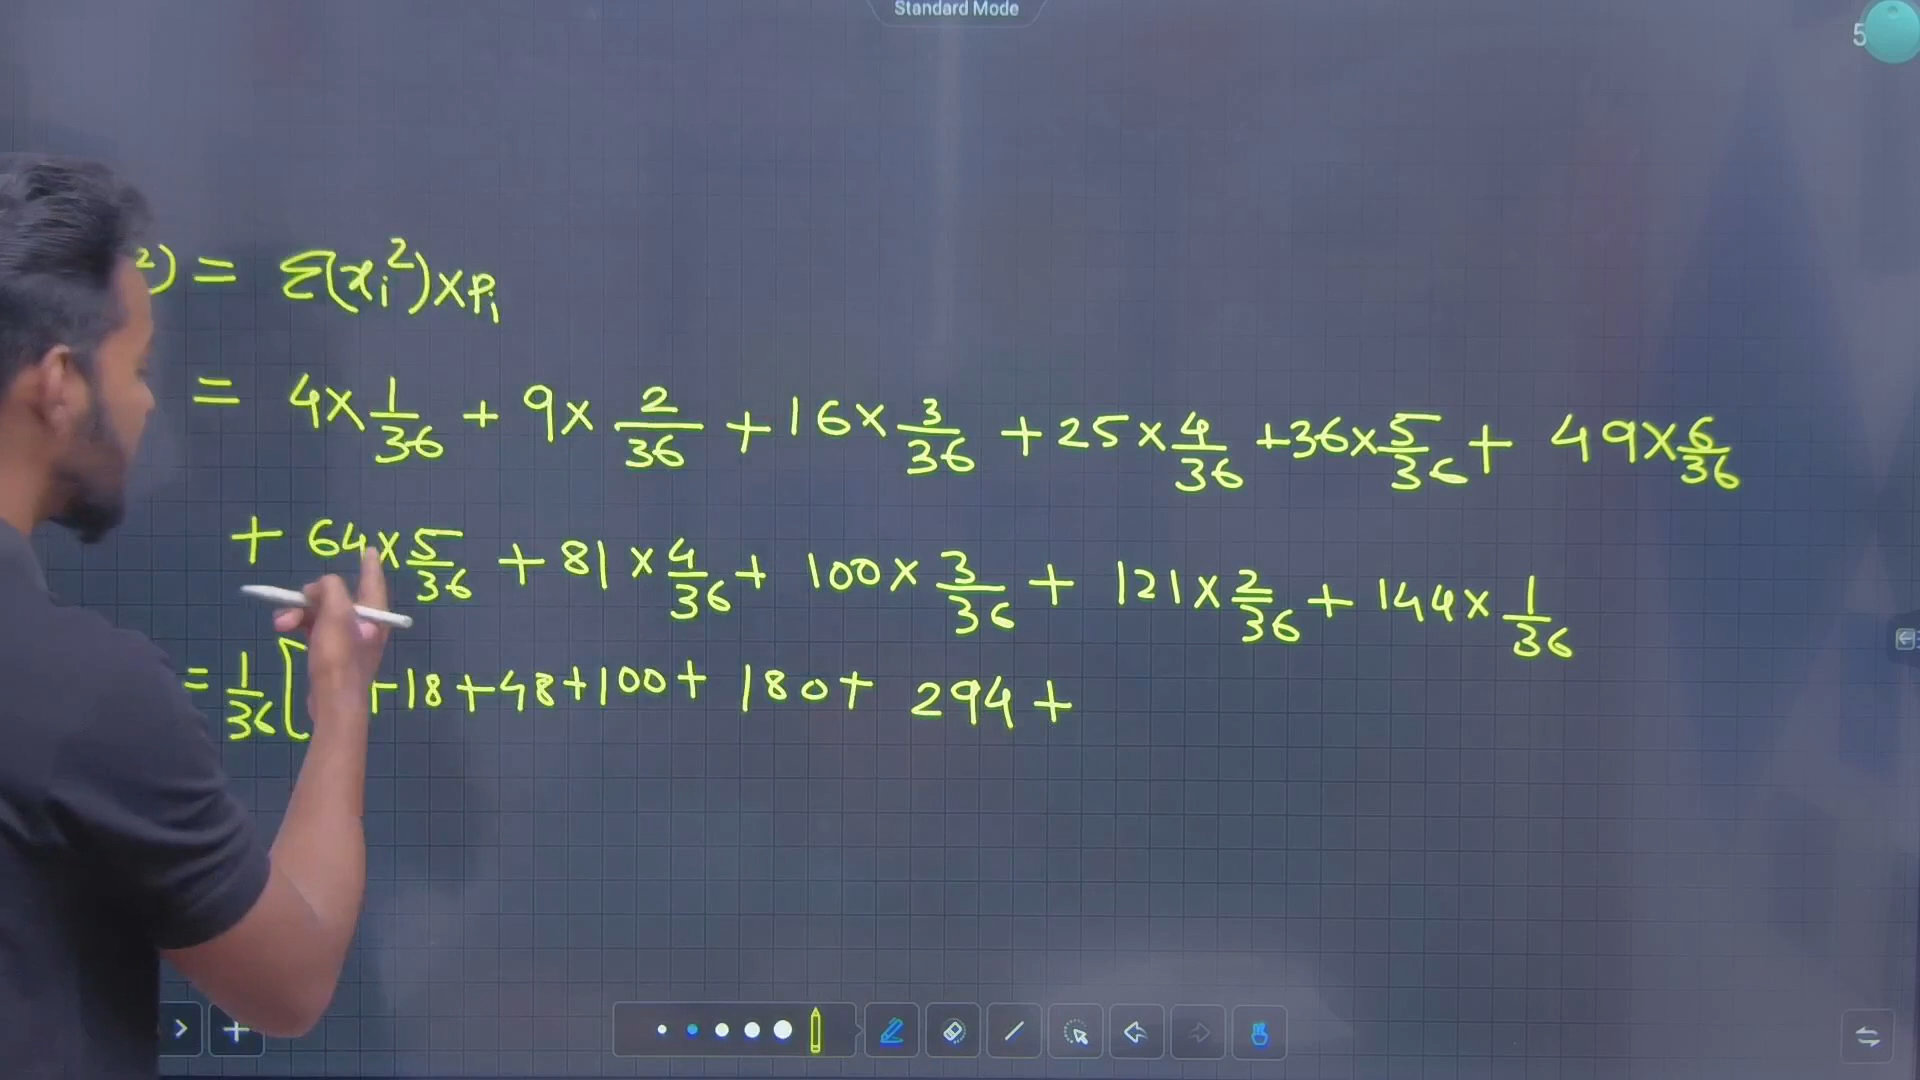 Standard Mode
5
²) = Σ(xᵢ²)×Pᵢ
= 4×1/36 + 9×2/36 + 16×3/36 + 25×4/36 + 36×5/36 + 49×6/36
+ 64×5/36 + 81×4/36 + 100×3/36 + 121×2/36 + 144×1/36
= 1/36 [ +18+48+100+ 180+ 294+